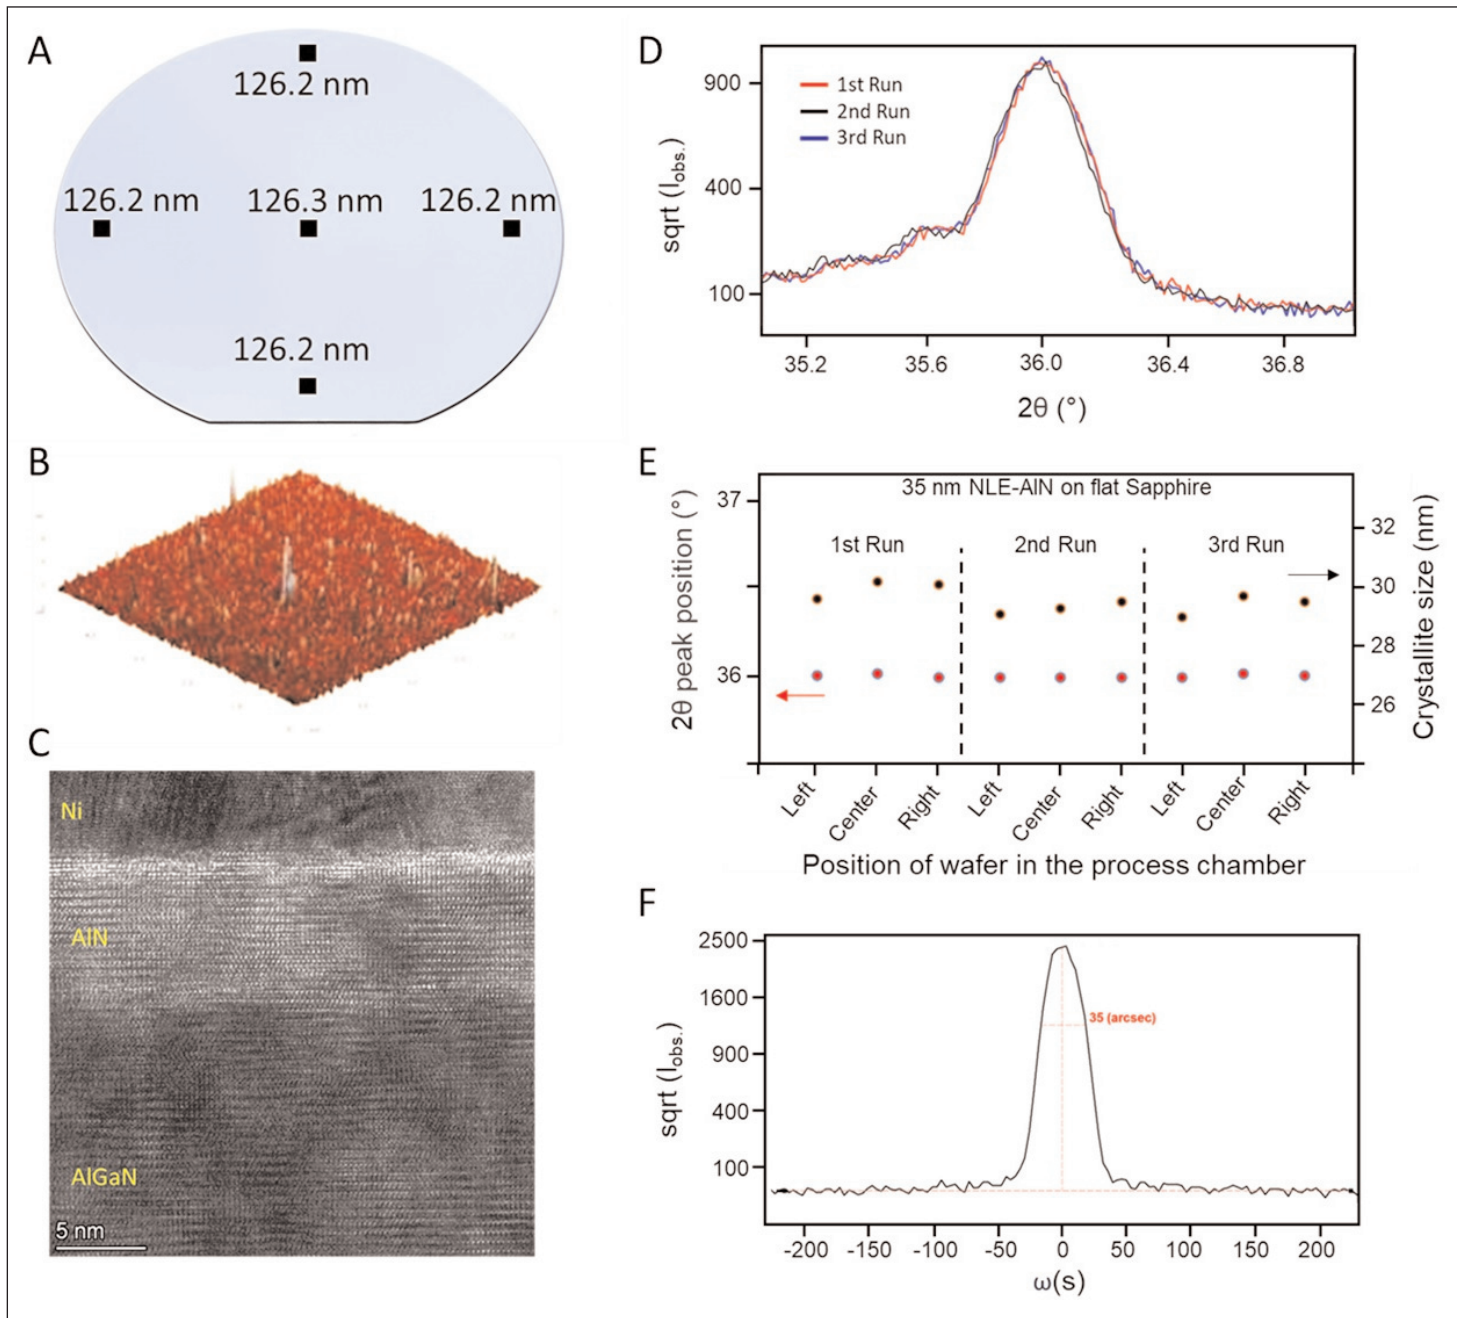 A
126.2 nm
126.2 nm
126.3 nm
126.2 nm
126.2 nm
B
C
Ni
AlN
AlGaN
5 nm
D
1st Run
2nd Run
3rd Run
900
400
100
sqrt (Iobs.)
35.2
35.6
36.0
36.4
36.8
2θ (°)
E
35 nm NLE-AlN on flat Sapphire
1st Run
2nd Run
3rd Run
37
36
2θ peak position (°)
32
30
28
26
Crystallite size (nm)
Left
Center
Right
Left
Center
Right
Left
Center
Right
Position of wafer in the process chamber
F
2500
1600
900
400
100
sqrt (Iobs.)
35 (arcsec)
-200
-150
-100
-50
0
50
100
150
200
ω(s)